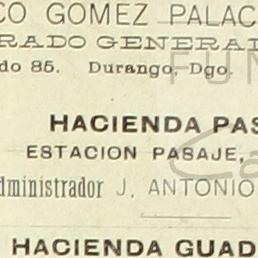 CO GOMEZ PALAC
RADO GENERAL
do 85. Durango, Dgo.
HACIENDA PAS
ESTACION PASAJE,
dministrador J. ANTONIO
HACIENDA GUAD